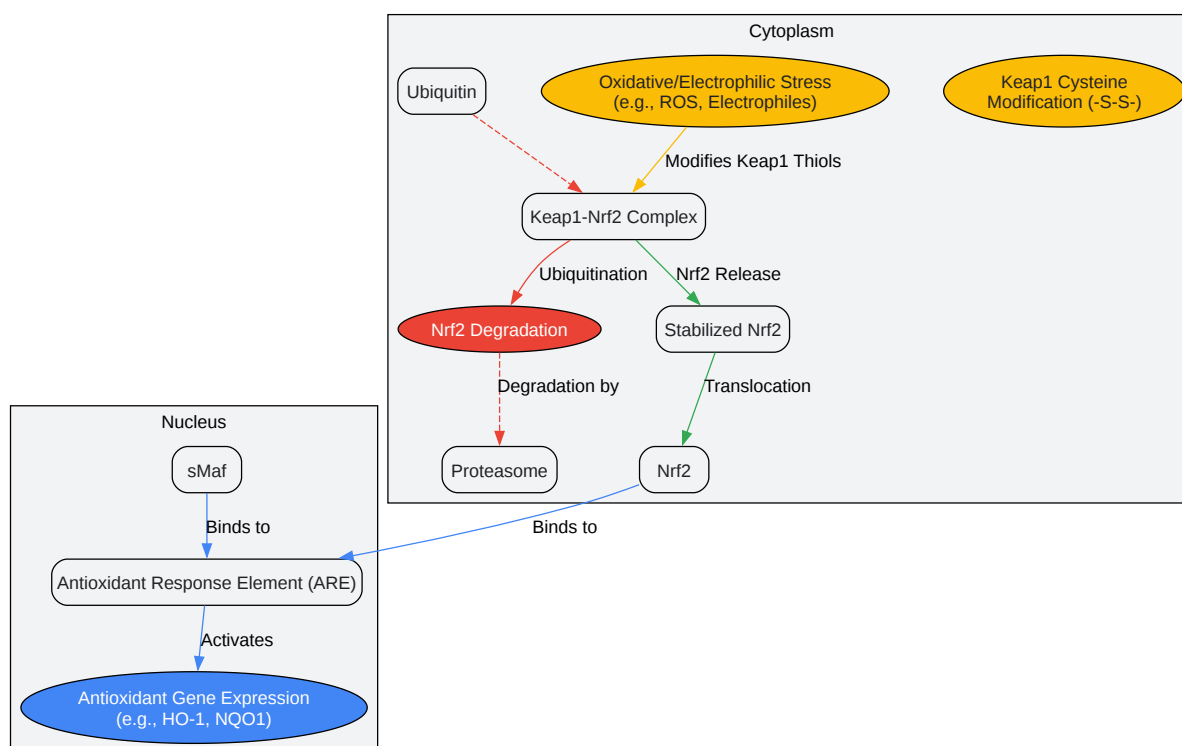 Cytoplasm
Ubiquitin
Oxidative/Electrophilic Stress
(e.g., ROS, Electrophiles)
Keap1 Cysteine
Modification (-S-S-)
Modifies Keap1 Thiols
Keap1-Nrf2 Complex
Ubiquitination
Nrf2 Release
Nrf2 Degradation
Stabilized Nrf2
Degradation by
Translocation
Proteasome
Nrf2
Nucleus
sMaf
Binds to
Binds to
Antioxidant Response Element (ARE)
Activates
Antioxidant Gene Expression
(e.g., HO-1, NQO1)